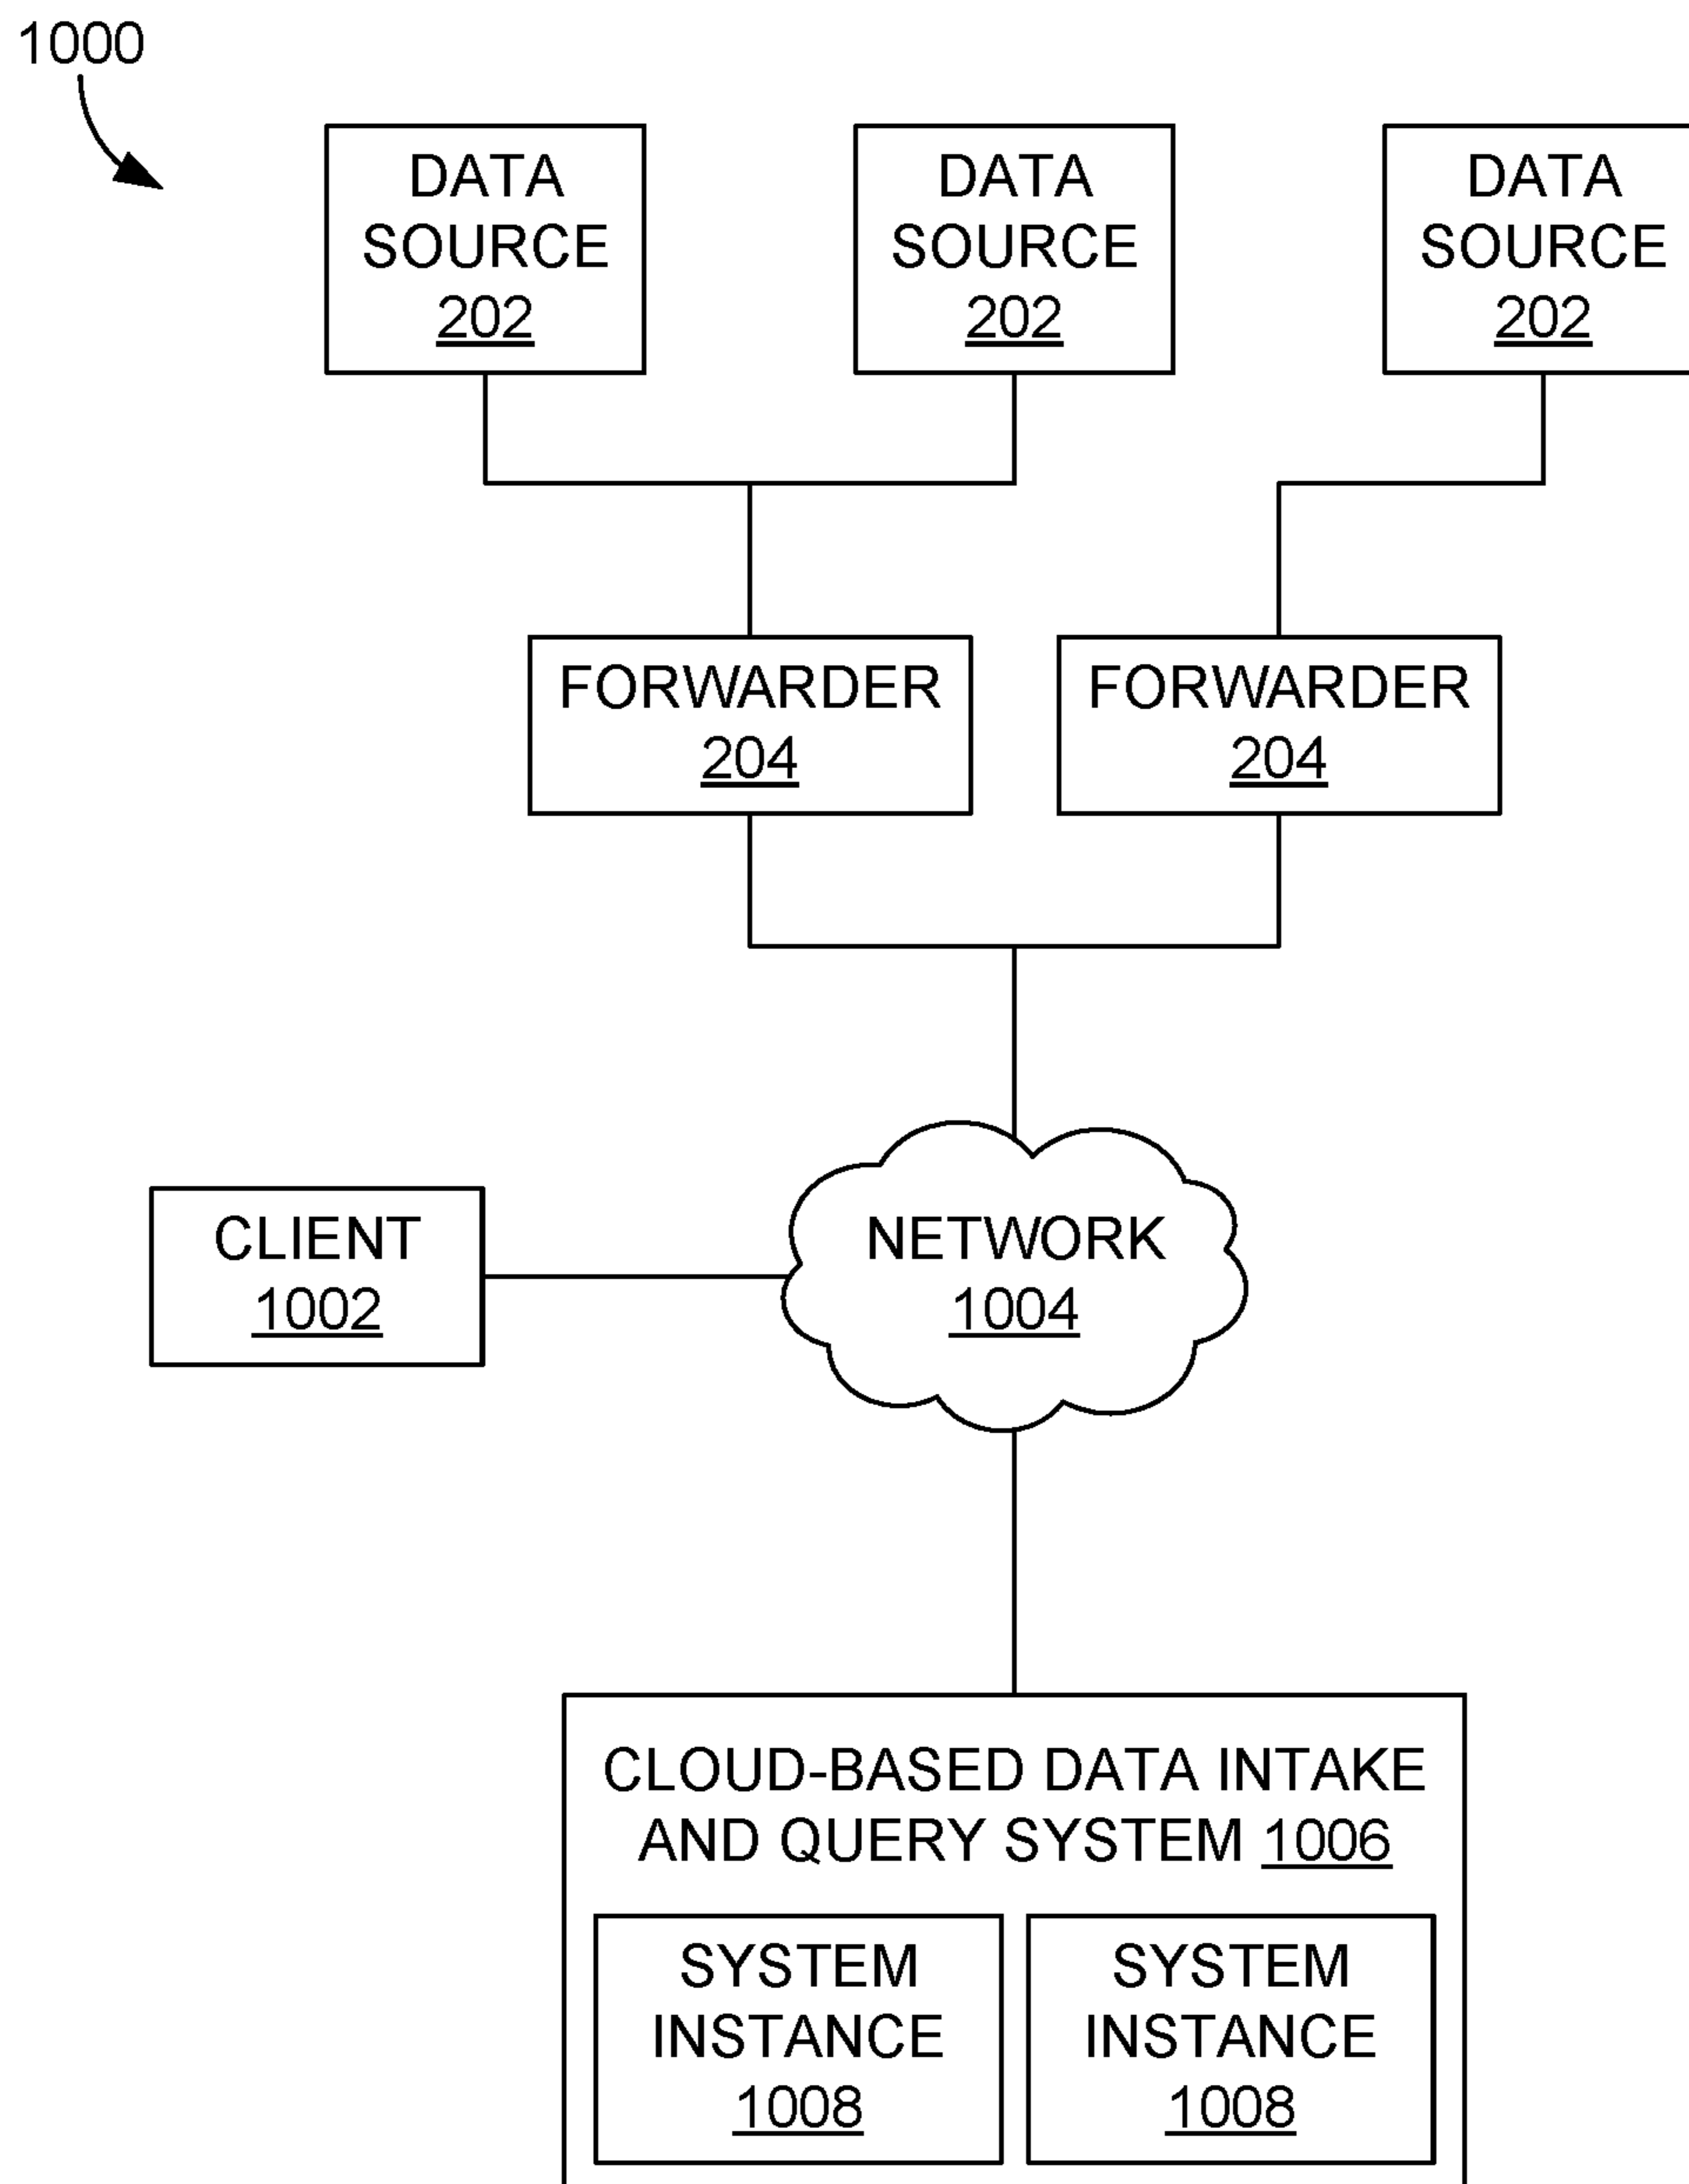 1000
DATA
SOURCE
202
DATA
SOURCE
202
DATA
SOURCE
202
FORWARDER
204
FORWARDER
204
CLIENT
1002
NETWORK
1004
CLOUD-BASED DATA INTAKE
AND QUERY SYSTEM 1006
SYSTEM
INSTANCE
1008
SYSTEM
INSTANCE
1008